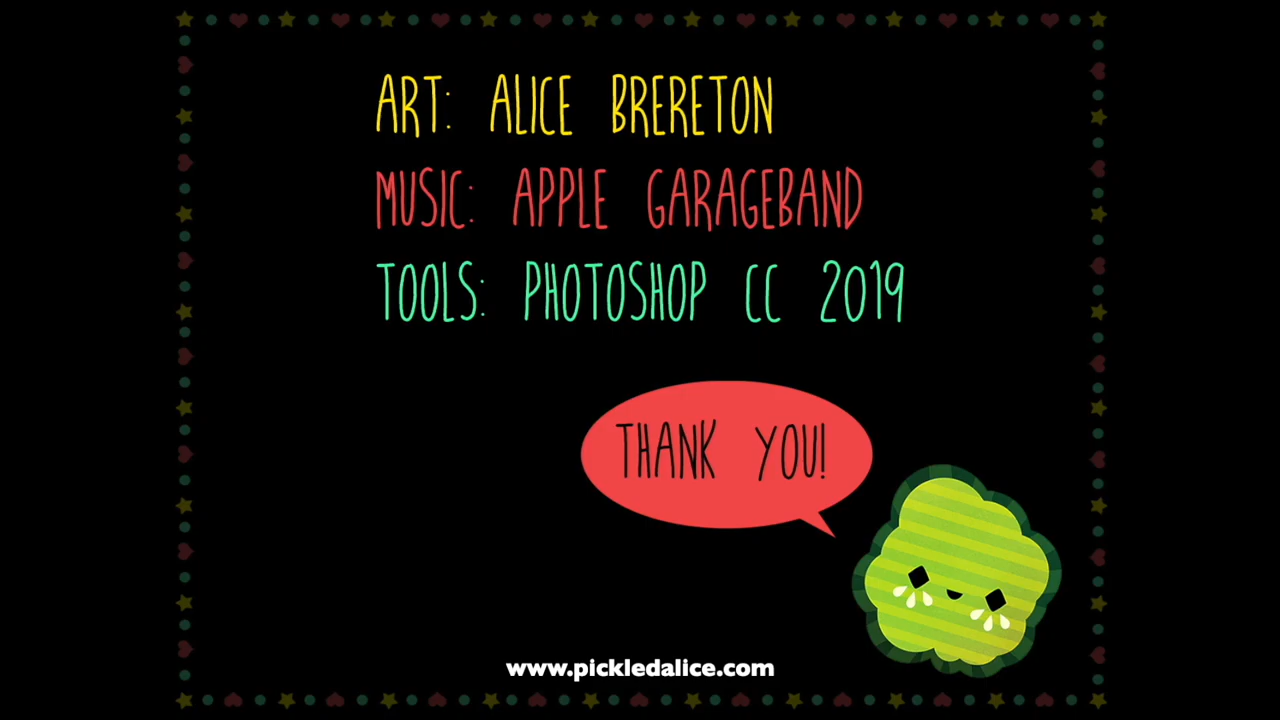 ART: ALICE BRERETON
MUSIC: APPLE GARAGEBAND
TOOLS: PHOTOSHOP CC 2019
THANK YOU!
www.pickledalice.com